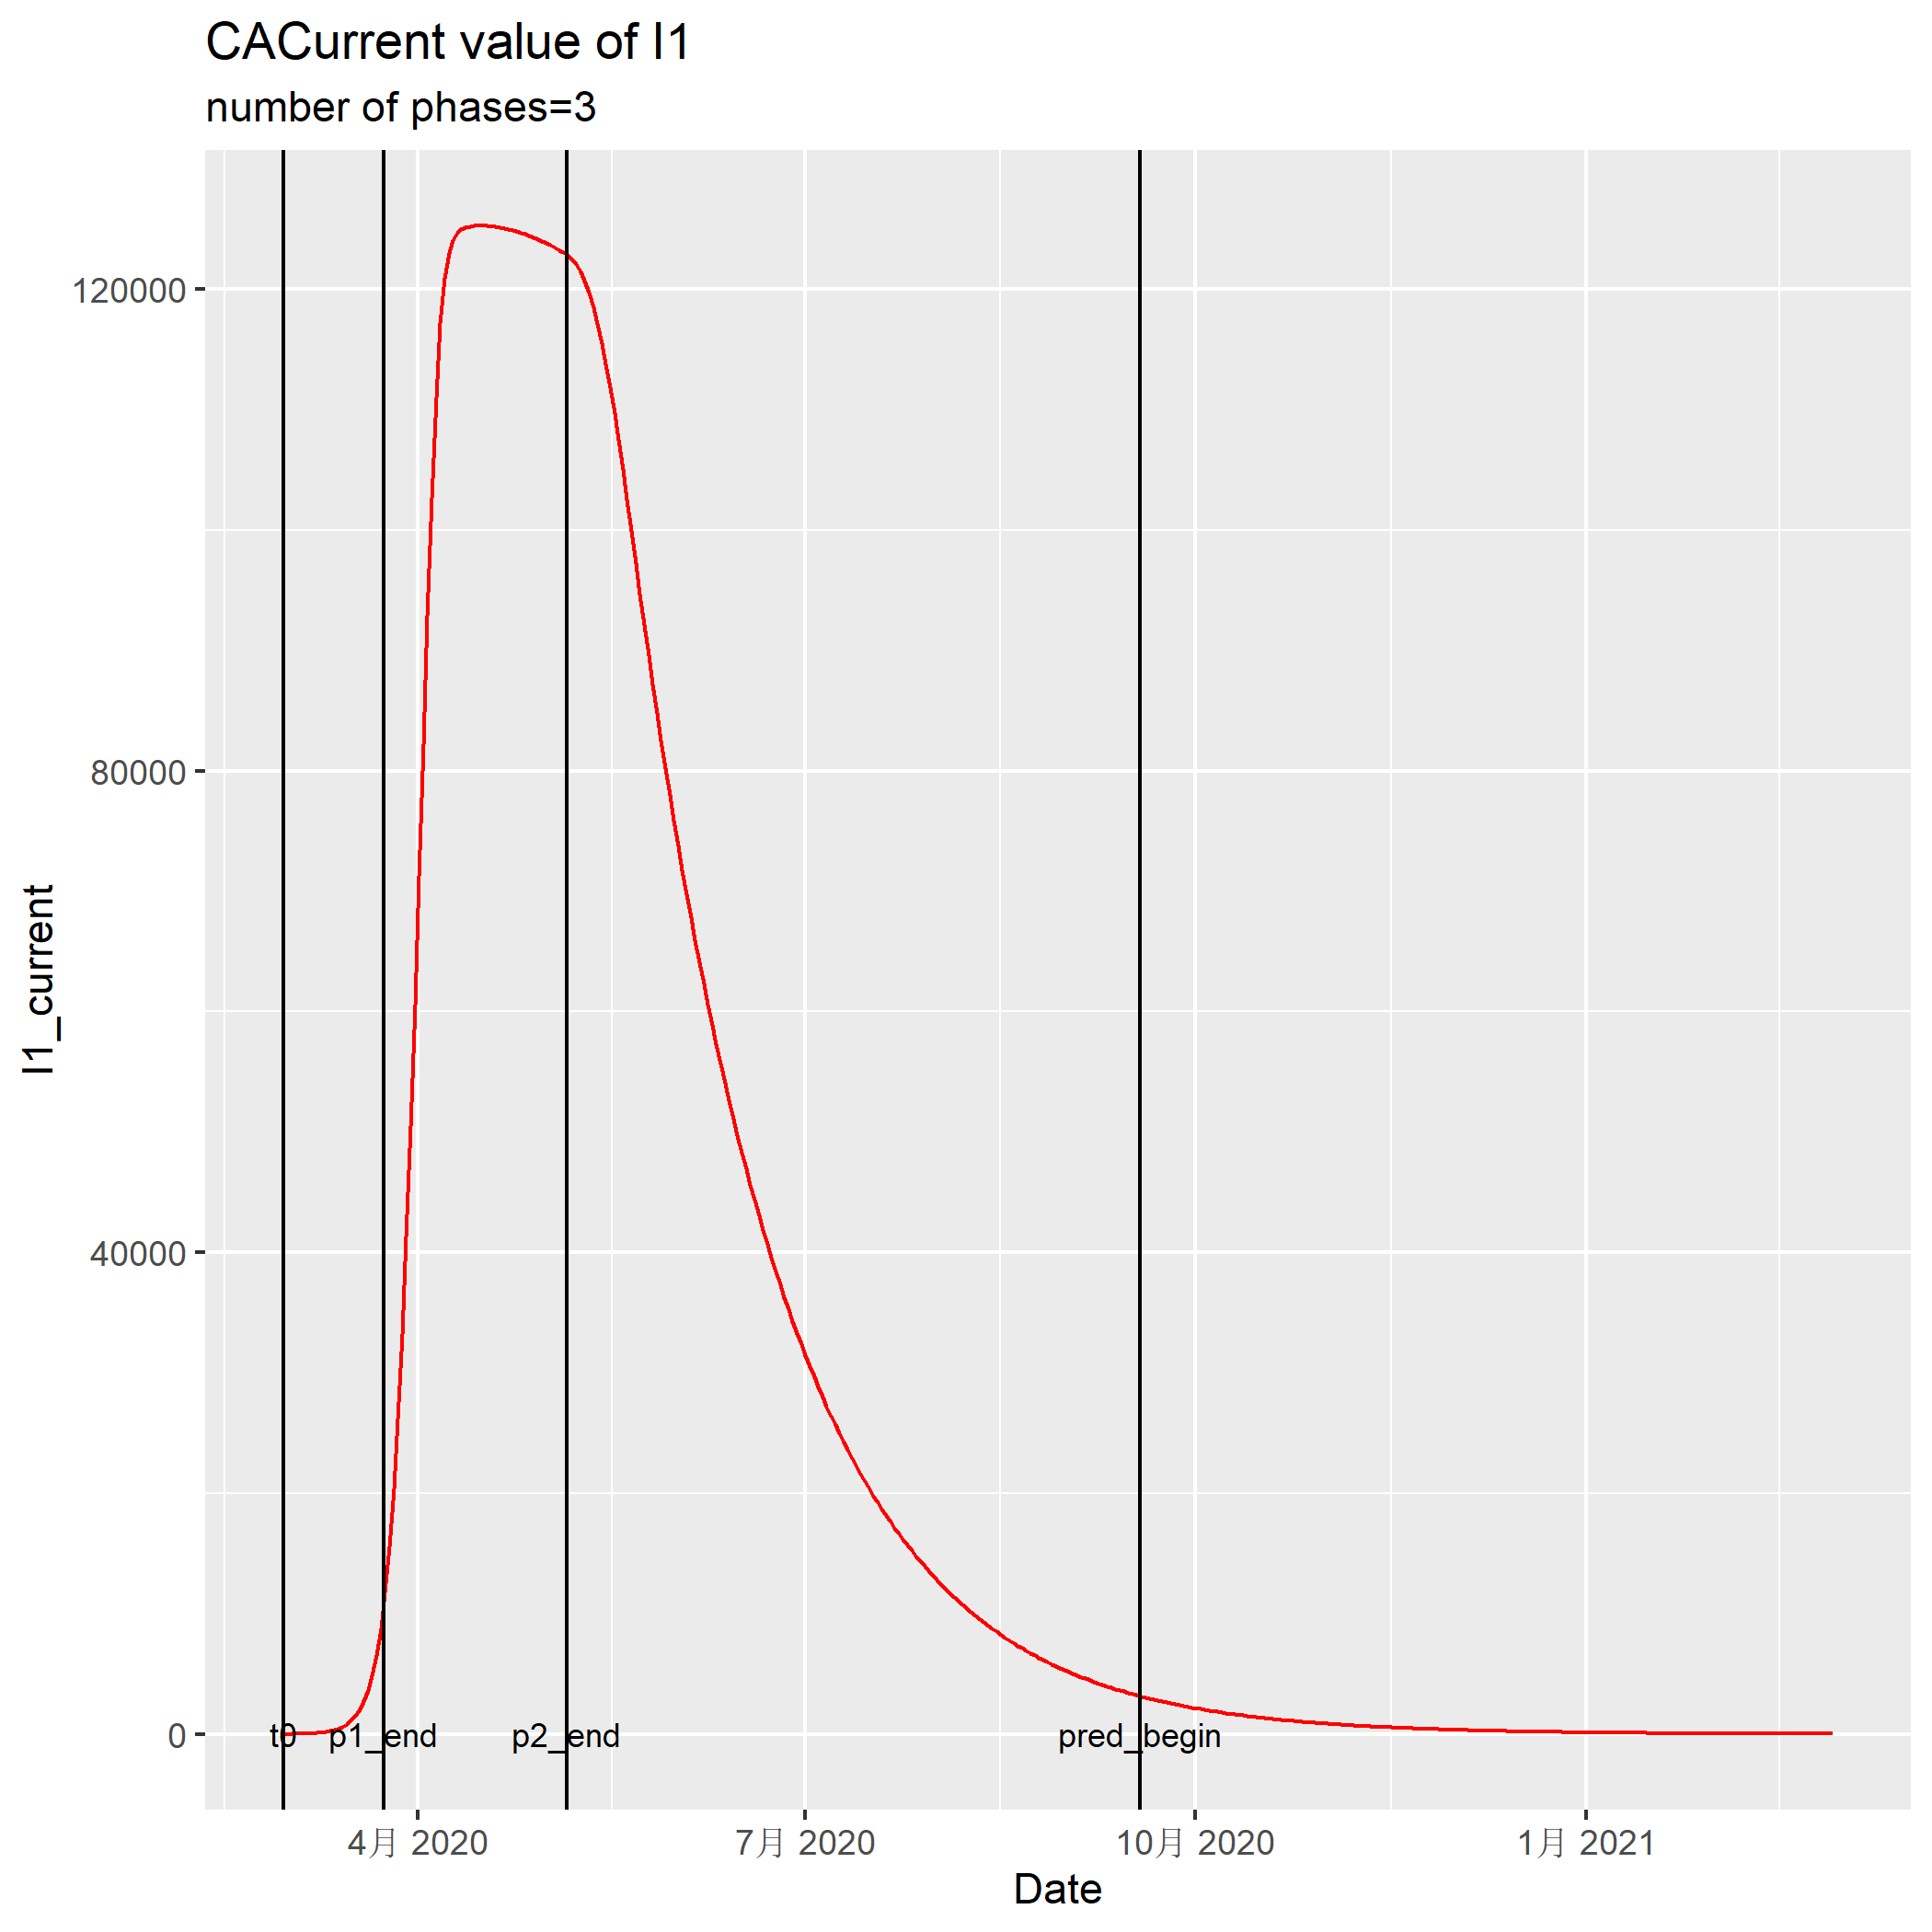 CACurrent value of I1
number of phases=3
120000
80000
40000
0
I1_current
t0 p1_end p2_end pred_begin
4月 2020 7月 2020 10月 2020 1月 2021
Date